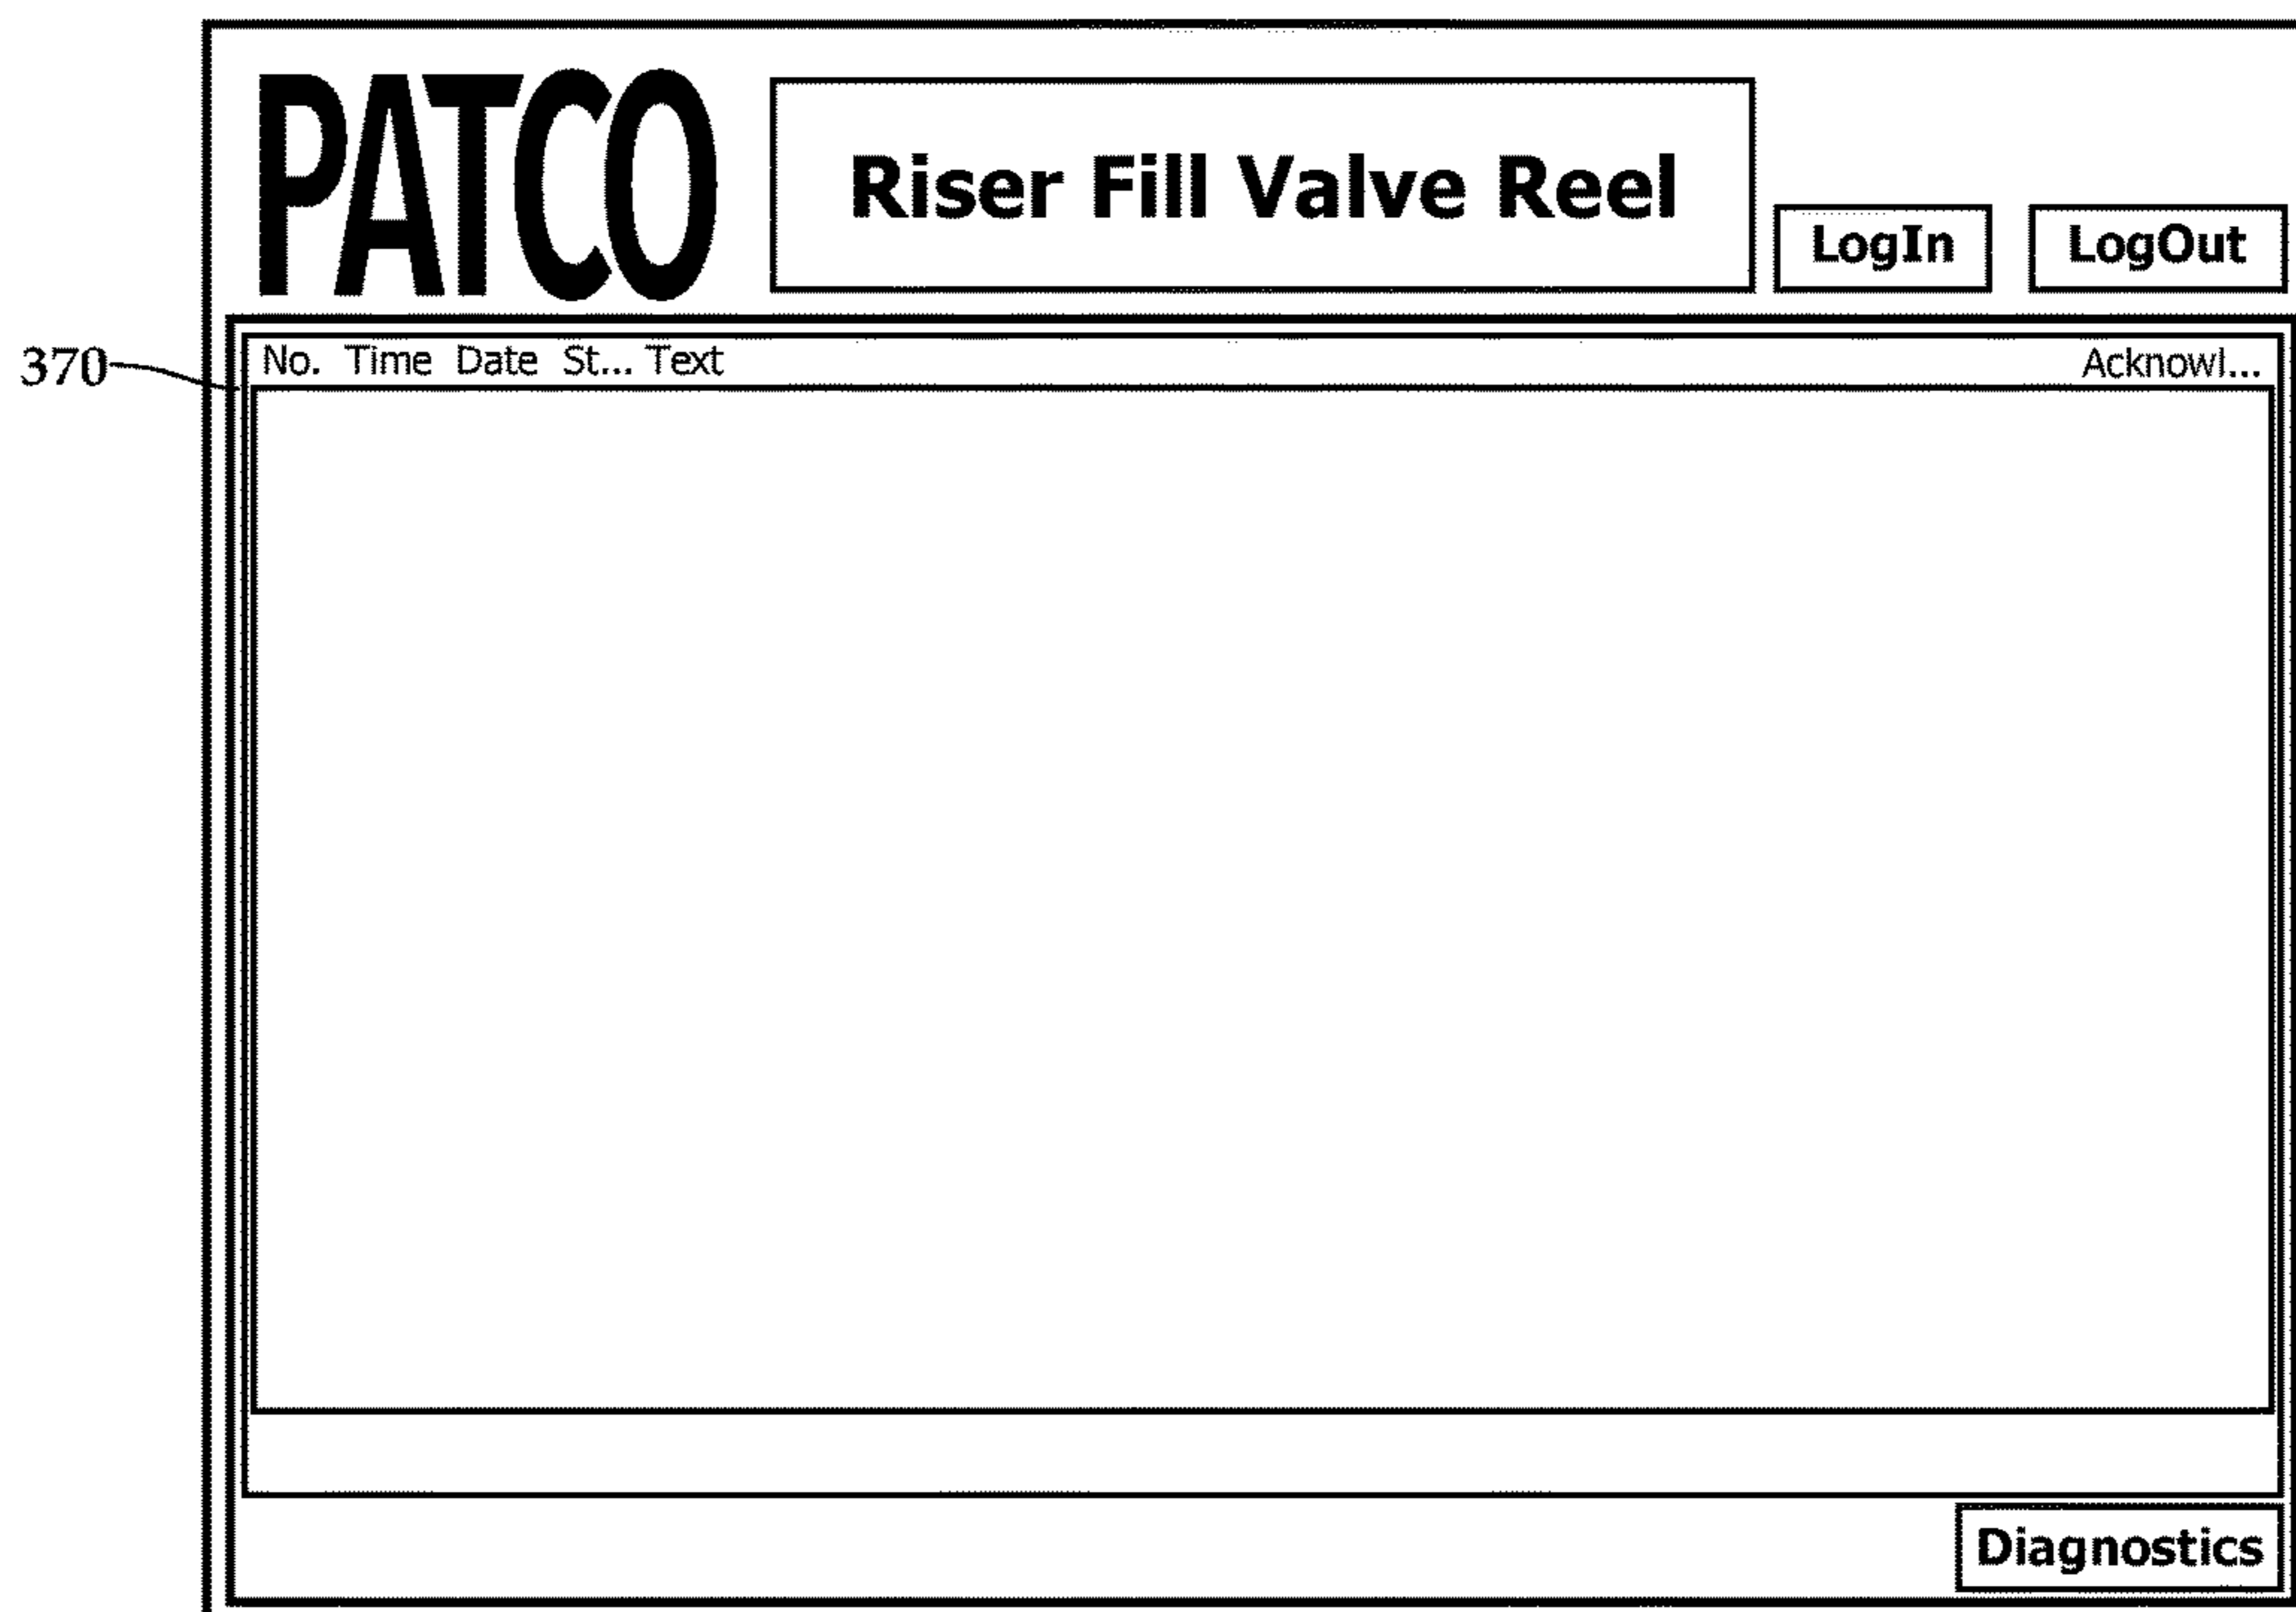 PATCO
Riser Fill Valve Reel
LogIn LogOut
370
No. Time Date St... Text Acknowl...
Diagnostics